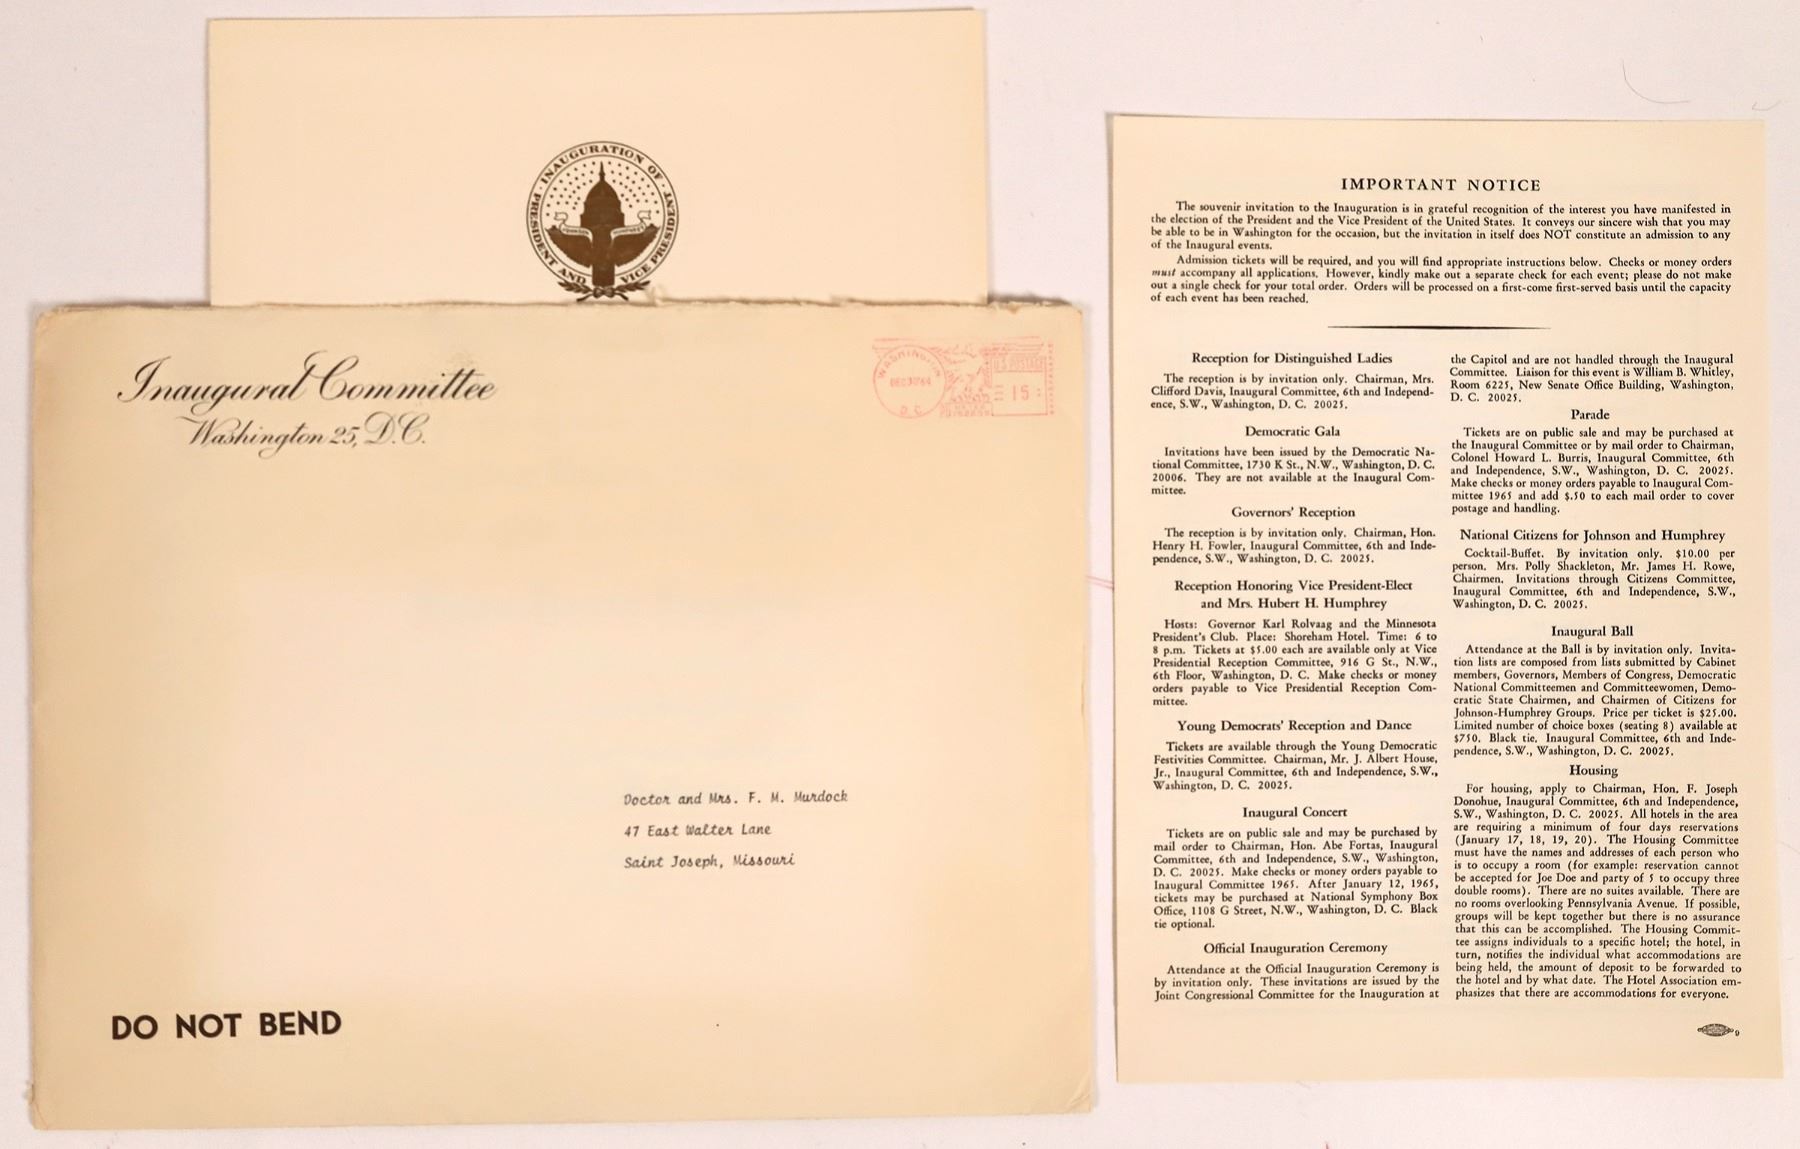 INAUGURATION OF
PRESIDENT AND VICE PRESIDENT
JOHNSON HUMPHREY
Inaugural Committee
Washington 25, D.C.
WASHINGTON
D.C.
U.S. POSTAGE
15
Doctor and Mrs. F. M. Murdock
47 East Walter Lane
Saint Joseph, Missouri
DO NOT BEND
IMPORTANT NOTICE
The souvenir invitation to the Inauguration is in grateful recognition of the interest you have manifested in
the election of the President and the Vice President of the United States. It conveys our sincere wish that you may
be able to be in Washington for the occasion, but the invitation in itself does NOT constitute an admission to any
of the Inaugural events.
Admission tickets will be required, and you will find appropriate instructions below. Checks or money orders
must accompany all applications. However, kindly make out a separate check for each event; please do not make
out a single check for your total order. Orders will be processed on a first-come first-served basis until the capacity
of each event has been reached.
Reception for Distinguished Ladies
The reception is by invitation only. Chairman, Mrs.
Clifford Davis, Inaugural Committee, 6th and Independ-
ence, S.W., Washington, D. C. 20025.
Democratic Gala
Invitations have been issued by the Democratic Na-
tional Committee, 1730 K St., N.W., Washington, D. C.
20006. They are not available at the Inaugural Com-
mittee.
Governors' Reception
The reception is by invitation only. Chairman, Hon.
Henry H. Fowler, Inaugural Committee, 6th and Inde-
pendence, S.W., Washington, D. C. 20025.
Reception Honoring Vice President-Elect
and Mrs. Hubert H. Humphrey
Hosts: Governor Karl Rolvaag and the Minnesota
President's Club. Place: Shoreham Hotel. Time: 6 to
8 p.m. Tickets at $5.00 each are available only at Vice
Presidential Reception Committee, 916 G St., N.W.,
6th Floor, Washington, D. C. Make checks or money
orders payable to Vice Presidential Reception Com-
mittee.
Young Democrats' Reception and Dance
Tickets are available through the Young Democratic
Festivities Committee. Chairman, Mr. J. Albert House,
Jr., Inaugural Committee, 6th and Independence, S.W.,
Washington, D. C. 20025.
Inaugural Concert
Tickets are on public sale and may be purchased by
mail order to Chairman, Hon. Abe Fortas, Inaugural
Committee, 6th and Independence, S.W., Washington,
D. C. 20025. Make checks or money orders payable to
Inaugural Committee 1965. After January 12, 1965,
tickets may be purchased at National Symphony Box
Office, 1108 G Street, N.W., Washington, D. C. Black
tie optional.
Official Inauguration Ceremony
Attendance at the Official Inauguration Ceremony is
by invitation only. These invitations are issued by the
Joint Congressional Committee for the Inauguration at
the Capitol and are not handled through the Inaugural
Committee. Liaison for this event is William B. Whitley,
Room 6225, New Senate Office Building, Washington,
D. C. 20025.
Parade
Tickets are on public sale and may be purchased at
the Inaugural Committee or by mail order to Chairman,
Colonel Howard L. Burris, Inaugural Committee, 6th
and Independence, S.W., Washington, D. C. 20025.
Make checks or money orders payable to Inaugural Com-
mittee 1965 and add $.50 to each mail order to cover
postage and handling.
National Citizens for Johnson and Humphrey
Cocktail-Buffet. By invitation only. $10.00 per
person. Mrs. Polly Shackleton, Mr. James H. Rowe,
Chairmen. Invitations through Citizens Committee,
Inaugural Committee, 6th and Independence, S.W.,
Washington, D. C. 20025.
Inaugural Ball
Attendance at the Ball is by invitation only. Invita-
tion lists are composed from lists submitted by Cabinet
members, Governors, Members of Congress, Democratic
National Committeemen and Committeewomen, Demo-
cratic State Chairmen, and Chairmen of Citizens for
Johnson-Humphrey Groups. Price per ticket is $25.00.
Limited number of choice boxes (seating 8) available at
$750. Black tie. Inaugural Committee, 6th and Inde-
pendence, S.W., Washington, D. C. 20025.
Housing
For housing, apply to Chairman, Hon. F. Joseph
Donohue, Inaugural Committee, 6th and Independence,
S.W., Washington, D. C. 20025. All hotels in the area
are requiring a minimum of four days reservations
(January 17, 18, 19, 20). The Housing Committee
must have the names and addresses of each person who
is to occupy a room (for example: reservation cannot
be accepted for Joe Doe and party of 5 to occupy three
double rooms). There are no suites available. There are
no rooms overlooking Pennsylvania Avenue. If possible,
groups will be kept together but there is no assurance
that this can be accomplished. The Housing Commit-
tee assigns individuals to a specific hotel; the hotel, in
turn, notifies the individual what accommodations are
being held, the amount of deposit to be forwarded to
the hotel and by what date. The Hotel Association em-
phasizes that there are accommodations for everyone.
9